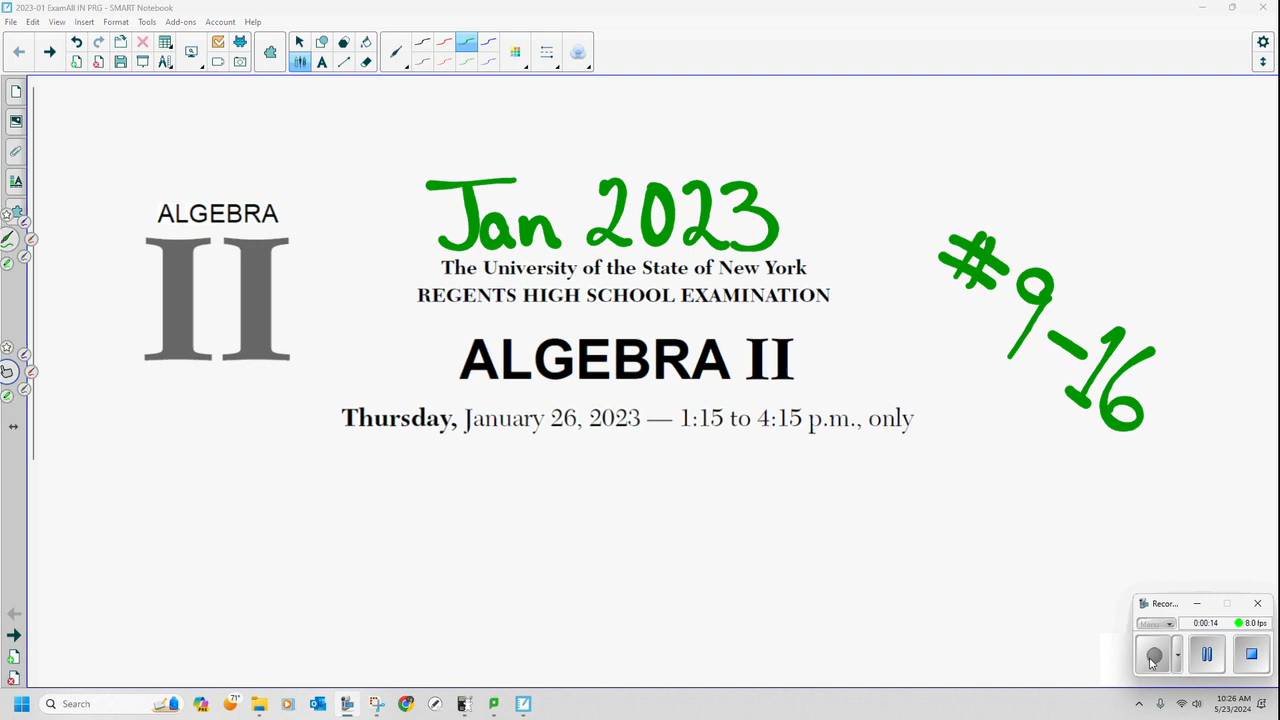 2023-01 ExamAll IN PRG - SMART Notebook
File Edit View Insert Format Tools Add-ons Account Help
Jan 2023
ALGEBRA
II
The University of the State of New York
REGENTS HIGH SCHOOL EXAMINATION
# 9-16
ALGEBRA II
Thursday, January 26, 2023 — 1:15 to 4:15 p.m., only
Recor...
Menu 0:00:14 8.0 fps
Search
71°
10:26 AM
5/23/2024